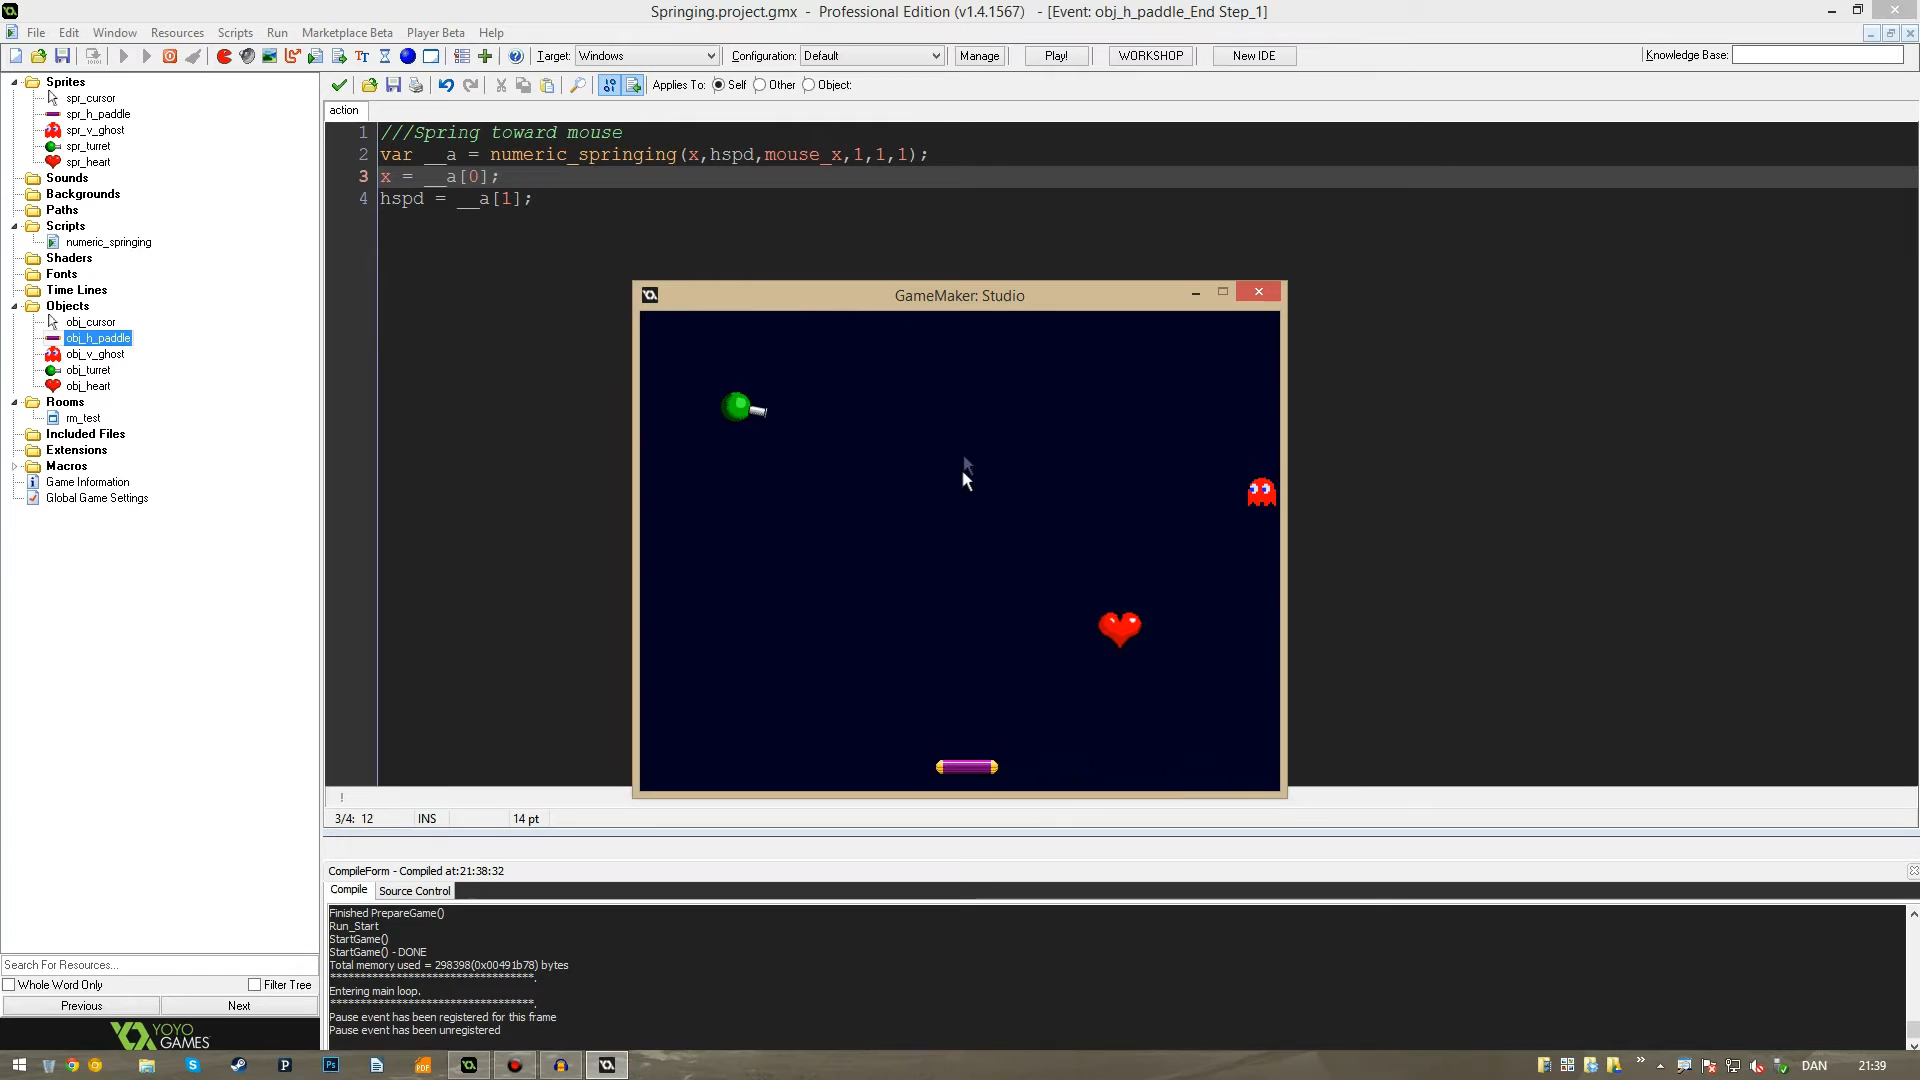 Springing.project.gmx - Professional Edition (v1.4.1567) - [Event: obj_h_paddle_End Step_1]
File Edit Window Resources Scripts Run Marketplace Beta Player Beta Help
Target: Windows Configuration: Default Manage Play! WORKSHOP New IDE Knowledge Base:
Applies To: Self Other Object:
action
Sprites
spr_cursor
spr_h_paddle
spr_v_ghost
spr_turret
spr_heart
Sounds
Backgrounds
Paths
Scripts
numeric_springing
Shaders
Fonts
Time Lines
Objects
obj_cursor
obj_h_paddle
obj_v_ghost
obj_turret
obj_heart
Rooms
rm_test
Included Files
Extensions
Macros
Game Information
Global Game Settings
1 ///Spring toward mouse
2 var __a = numeric_springing(x,hspd,mouse_x,1,1,1);
3 x = __a[0];
4 hspd = __a[1];
GameMaker: Studio
3/4: 12 INS 14 pt
CompileForm - Compiled at:21:38:32
Compile Source Control
Finished PrepareGame()
Run_Start
StartGame()
StartGame() - DONE
Total memory used = 298398(0x00491b78) bytes
***********************************.
Entering main loop.
***********************************.
Pause event has been registered for this frame
Pause event has been unregistered
Search For Resources...
Whole Word Only Filter Tree
Previous Next
YOYO
GAMES
DAN 21:39